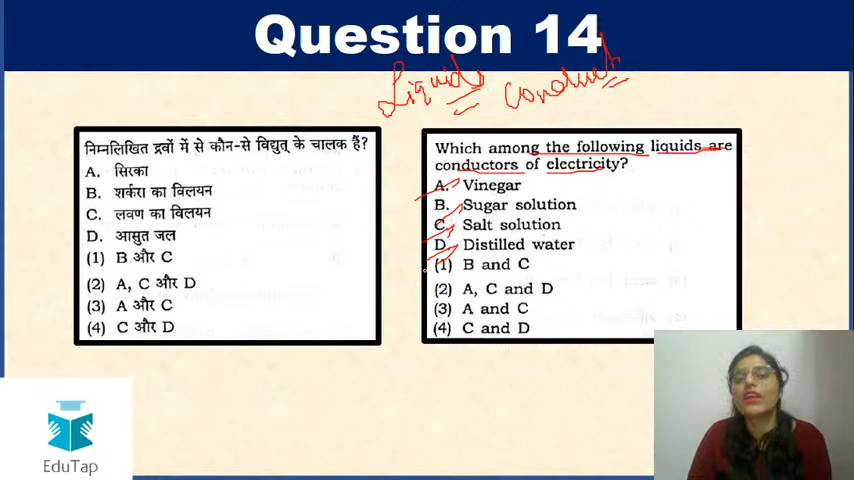 Question 14
Liquids conduct
निम्नलिखित द्रवों में से कौन-से विद्युत् के चालक हैं?
A. सिरका
B. शर्करा का विलयन
C. लवण का विलयन
D. आसुत जल
(1) B और C
(2) A, C और D
(3) A और C
(4) C और D
Which among the following liquids are
conductors of electricity?
A. Vinegar
B. Sugar solution
C. Salt solution
D. Distilled water
(1) B and C
(2) A, C and D
(3) A and C
(4) C and D
EduTap